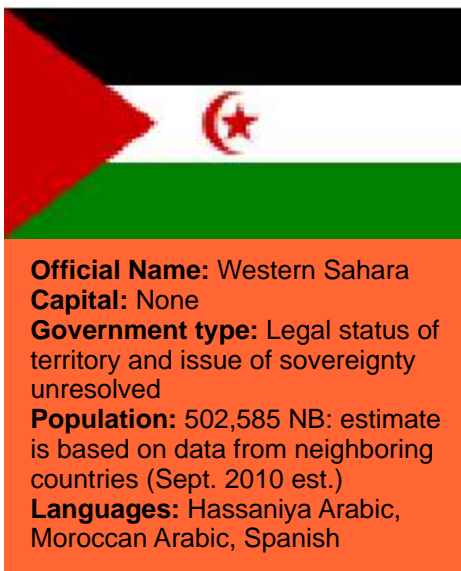 Official Name: Western Sahara
Capital: None
Government type: Legal status of
territory and issue of sovereignty
unresolved
Population: 502,585 NB: estimate
is based on data from neighboring
countries (Sept. 2010 est.)
Languages: Hassaniya Arabic,
Moroccan Arabic, Spanish